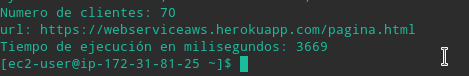 Numero de clientes: 70
url: https://webserviceaws.herokuapp.com/pagina.html
Tiempo de ejecución en milisegundos: 3669
[ec2-user@ip-172-31-81-25 ~]$